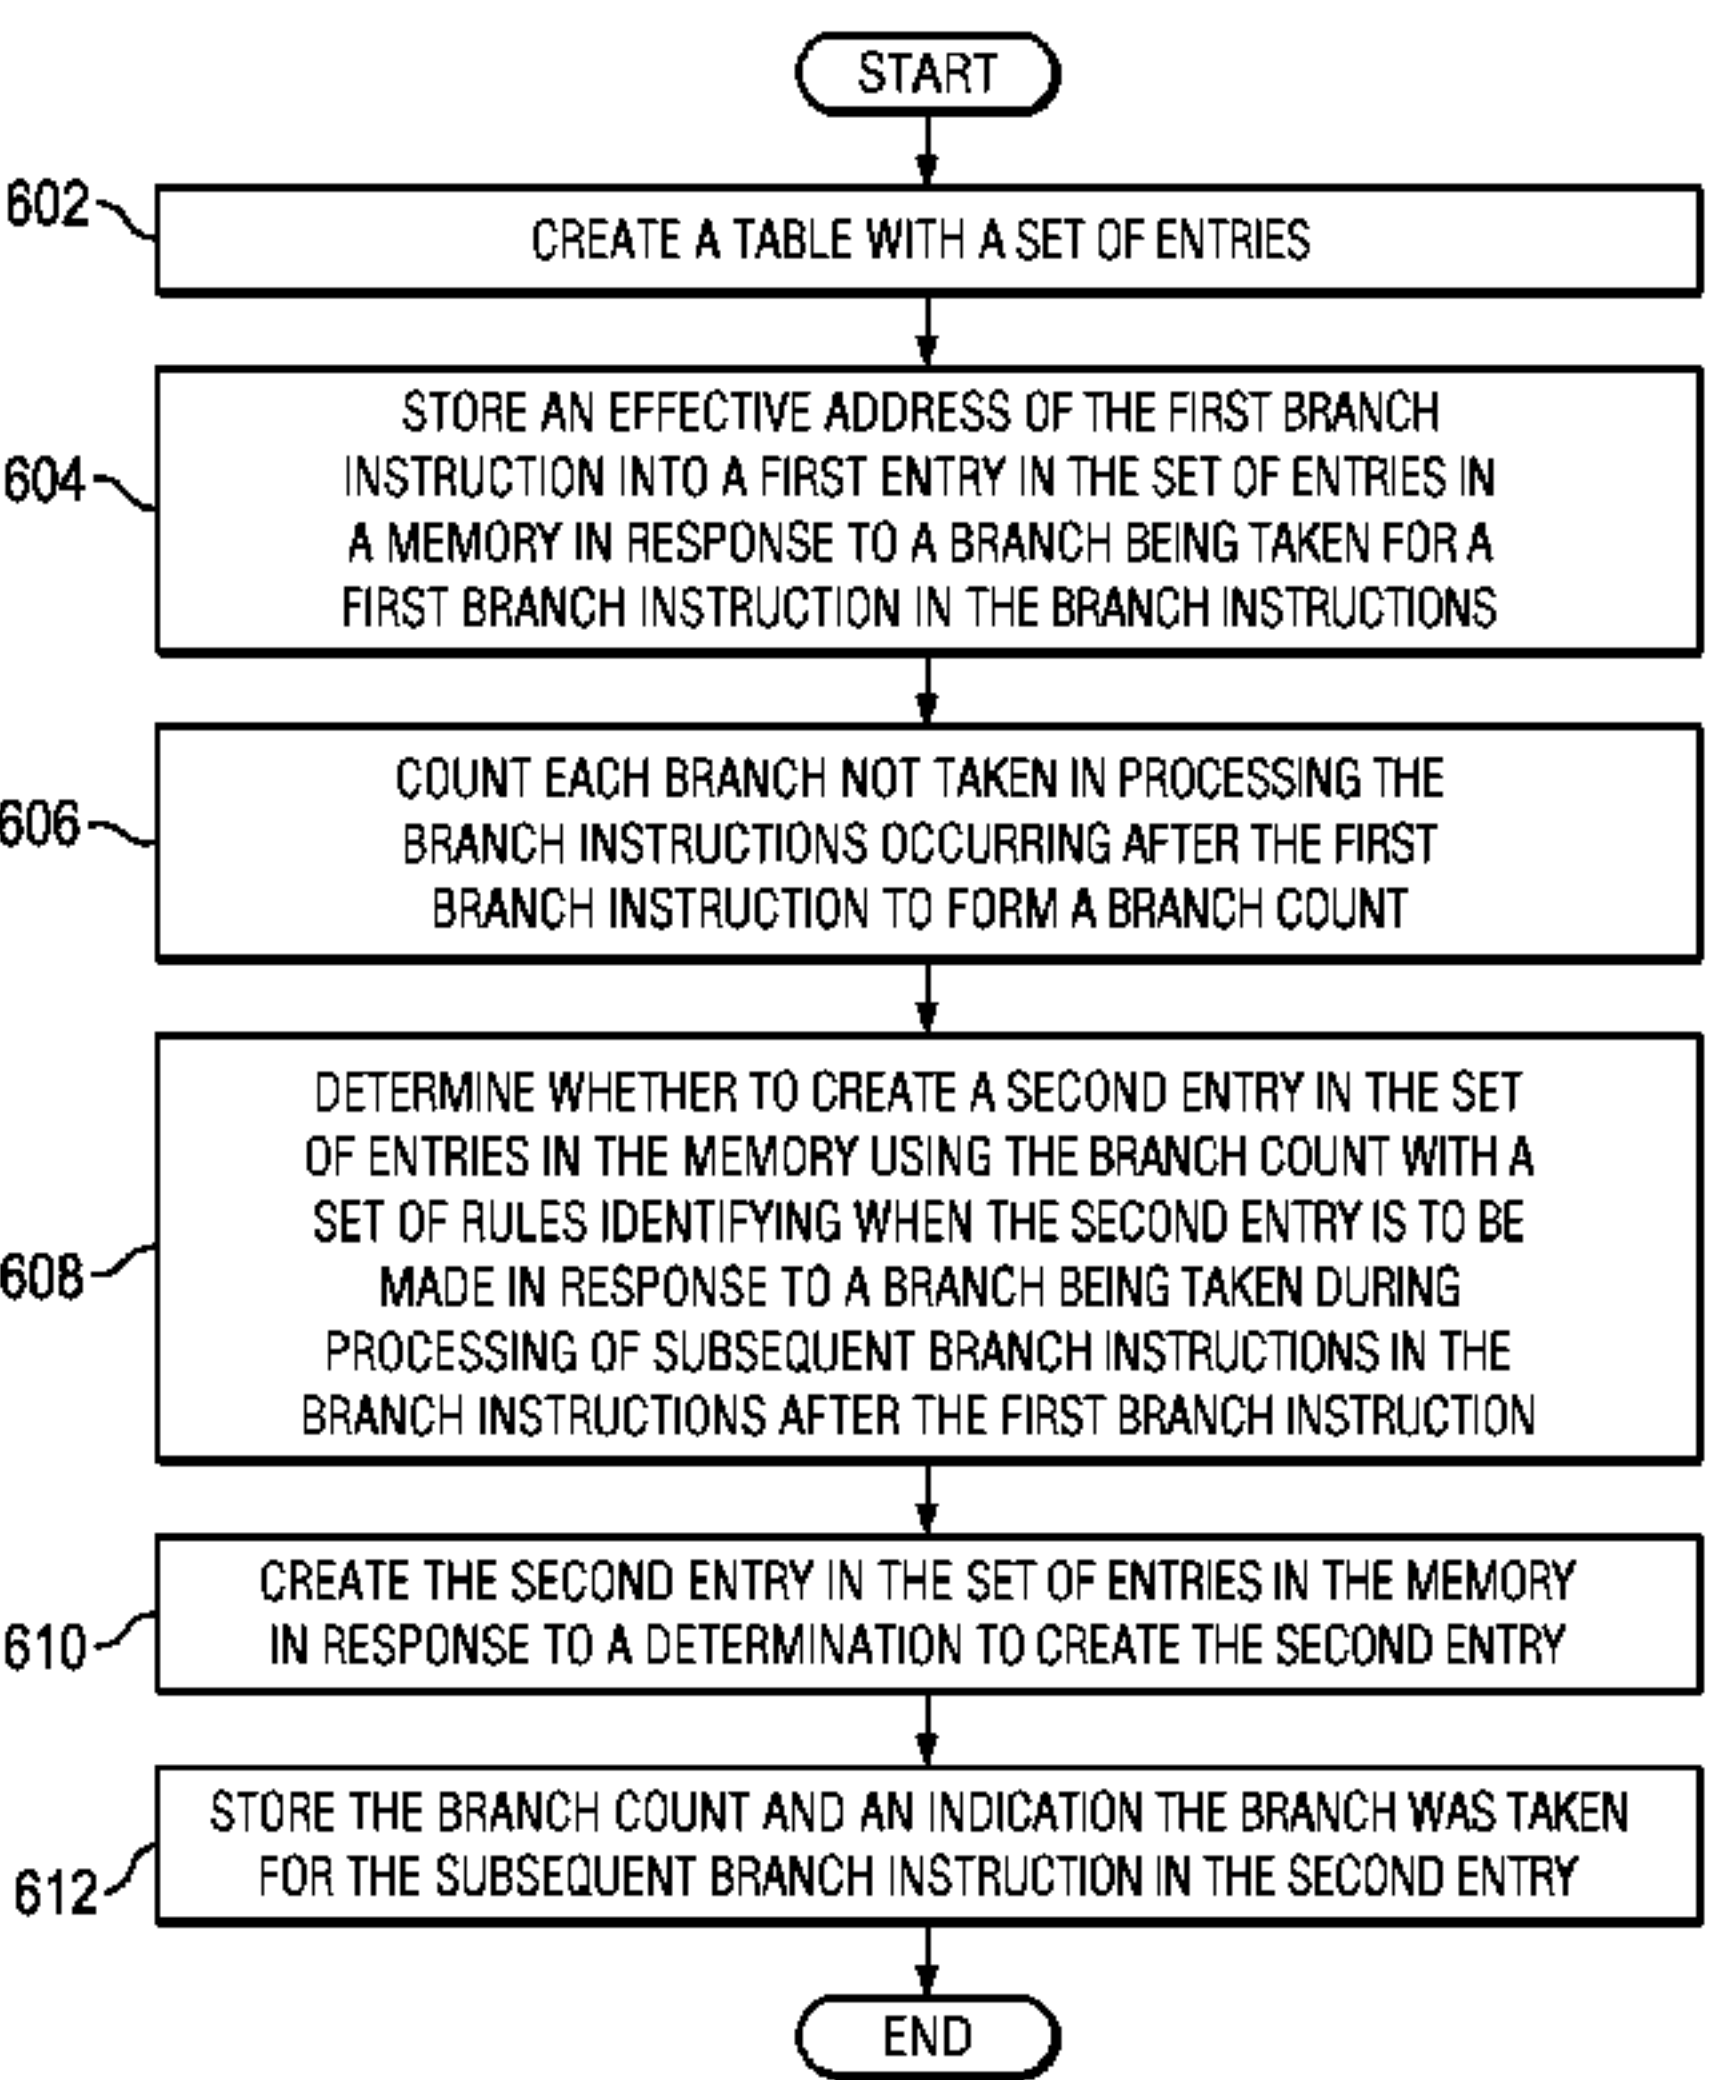 START
602
CREATE A TABLE WITH A SET OF ENTRIES
604
STORE AN EFFECTIVE ADDRESS OF THE FIRST BRANCH
INSTRUCTION INTO A FIRST ENTRY IN THE SET OF ENTRIES IN
A MEMORY IN RESPONSE TO A BRANCH BEING TAKEN FOR A
FIRST BRANCH INSTRUCTION IN THE BRANCH INSTRUCTIONS
606
COUNT EACH BRANCH NOT TAKEN IN PROCESSING THE
BRANCH INSTRUCTIONS OCCURRING AFTER THE FIRST
BRANCH INSTRUCTION TO FORM A BRANCH COUNT
608
DETERMINE WHETHER TO CREATE A SECOND ENTRY IN THE SET
OF ENTRIES IN THE MEMORY USING THE BRANCH COUNT WITH A
SET OF RULES IDENTIFYING WHEN THE SECOND ENTRY IS TO BE
MADE IN RESPONSE TO A BRANCH BEING TAKEN DURING
PROCESSING OF SUBSEQUENT BRANCH INSTRUCTIONS IN THE
BRANCH INSTRUCTIONS AFTER THE FIRST BRANCH INSTRUCTION
610
CREATE THE SECOND ENTRY IN THE SET OF ENTRIES IN THE MEMORY
IN RESPONSE TO A DETERMINATION TO CREATE THE SECOND ENTRY
612
STORE THE BRANCH COUNT AND AN INDICATION THE BRANCH WAS TAKEN
FOR THE SUBSEQUENT BRANCH INSTRUCTION IN THE SECOND ENTRY
END